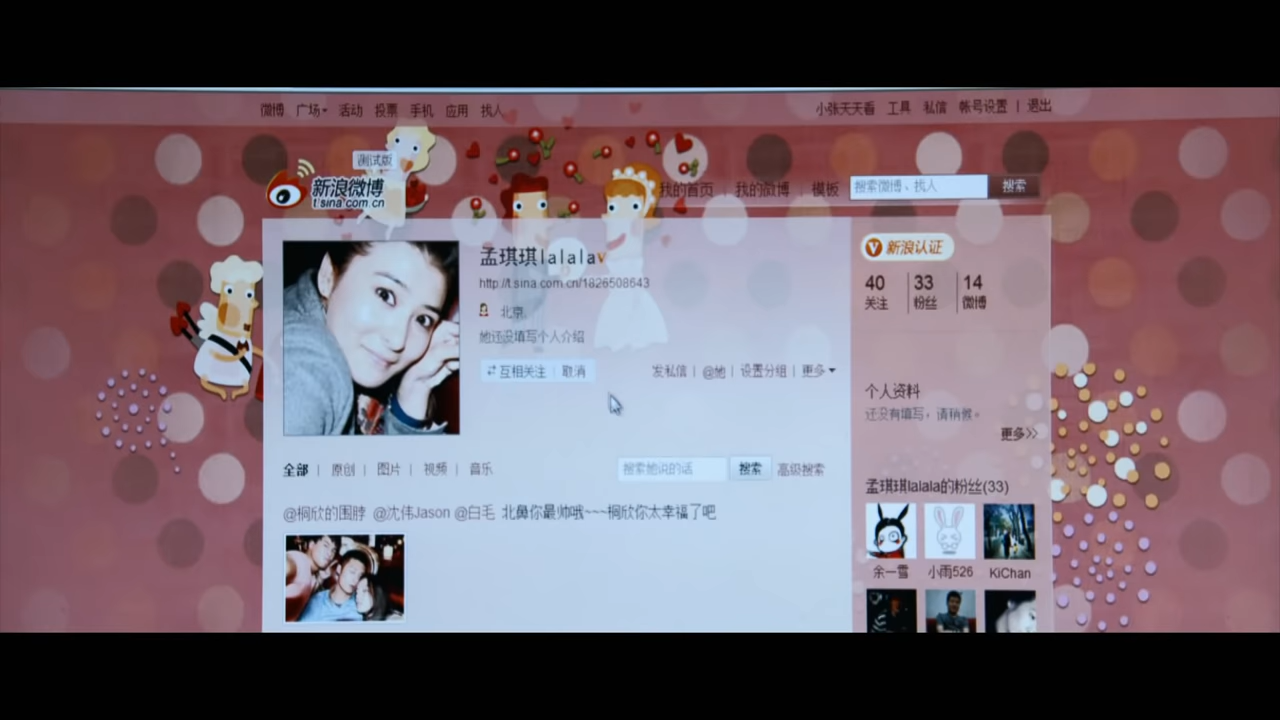 微博 广场 活动 投票 手机 应用 找人
小张天天看 工具 私信 帐号设置 | 退出
测试版
新浪微博
t.sina.com.cn
我的首页 | 我的微博 | 模板 搜索微博、找人 搜索
孟琪琪lalalav
http://t.sina.com.cn/1826508643
北京,
她还没填写个人介绍
互相关注 | 取消
发私信 | @她 | 设置分组 | 更多
V 新浪认证
40 33 14
关注 粉丝 微博
个人资料
还没有填写，请稍候。
更多>>
全部 | 原创 | 图片 | 视频 | 音乐
搜索她说的话 搜索 高级搜索
@桐欣的围脖 @沈伟Jason @白毛 北鼻你最帅哦~~~桐欣你太幸福了吧
孟琪琪lalala的粉丝(33)
余一雪 小雨526 KiChan